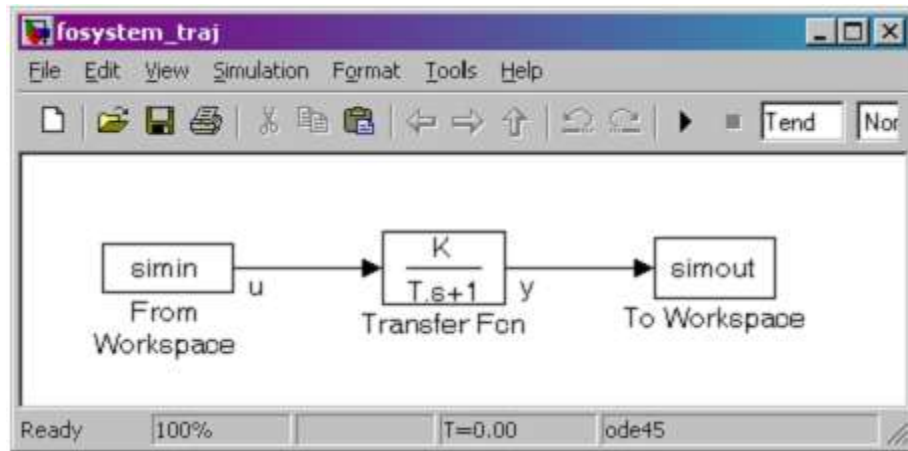 fosystem_traj
File Edit View Simulation Format Tools Help
Tend Nor
simin
u
From
Workspace
K
T.s+1
y
Transfer Fcn
simout
To Workspace
Ready 100% T=0.00 ode45